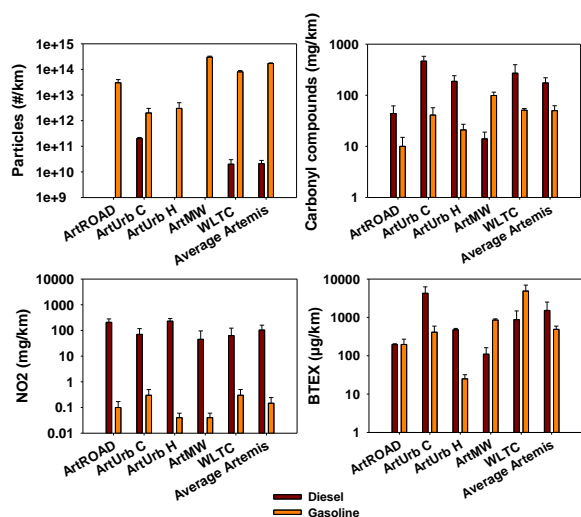 Particles (#/km)
1e+15
1e+14
1e+13
1e+12
1e+11
1e+10
1e+9
ArtROAD
ArtUrb C
ArtUrb H
ArtMW
WLTC
Average Artemis
Carbonyl compounds (mg/km)
1000
100
10
1
ArtROAD
ArtUrb C
ArtUrb H
ArtMW
WLTC
Average Artemis
NO2 (mg/km)
10000
1000
100
10
1
0.1
0.01
ArtROAD
ArtUrb C
ArtUrb H
ArtMW
WLTC
Average Artemis
BTEX (µg/km)
10000
1000
100
10
1
ArtROAD
ArtUrb C
ArtUrb H
ArtMW
WLTC
Average Artemis
Diesel
Gasoline